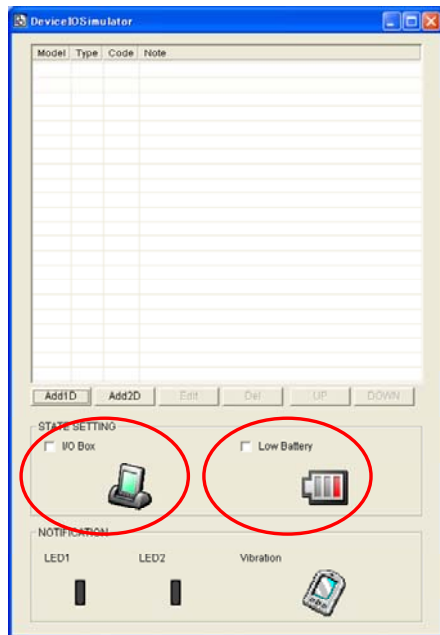 DeviceIOSimulator
Model Type Code Note
Add1D Add2D Edit Del UP DOWN
STATE SETTING
I/O Box Low Battery
NOTIFICATION
LED1 LED2 Vibration